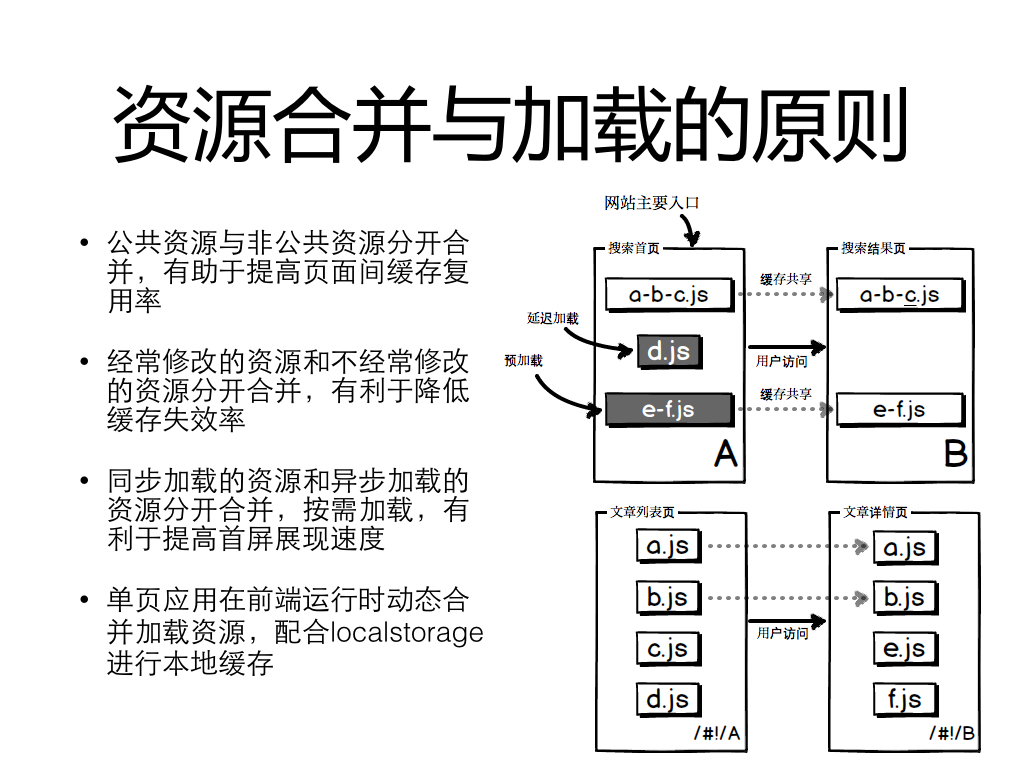 资源合并与加载的原则
• 公共资源与非公共资源分开合
并，有助于提高页面间缓存复
用率
• 经常修改的资源和不经常修改
的资源分开合并，有利于降低
缓存失效率
• 同步加载的资源和异步加载的
资源分开合并，按需加载，有
利于提高首屏展现速度
• 单页应用在前端运行时动态合
并加载资源，配合localstorage
进行本地缓存
网站主要入口
搜索首页
搜索结果页
a-b-c.js
缓存共享
a-b-c.js
延迟加载
d.js
用户访问
预加载
e-f.js
缓存共享
e-f.js
A
B
文章列表页
文章详情页
a.js
a.js
b.js
b.js
用户访问
c.js
e.js
d.js
f.js
/#!/A
/#!/B